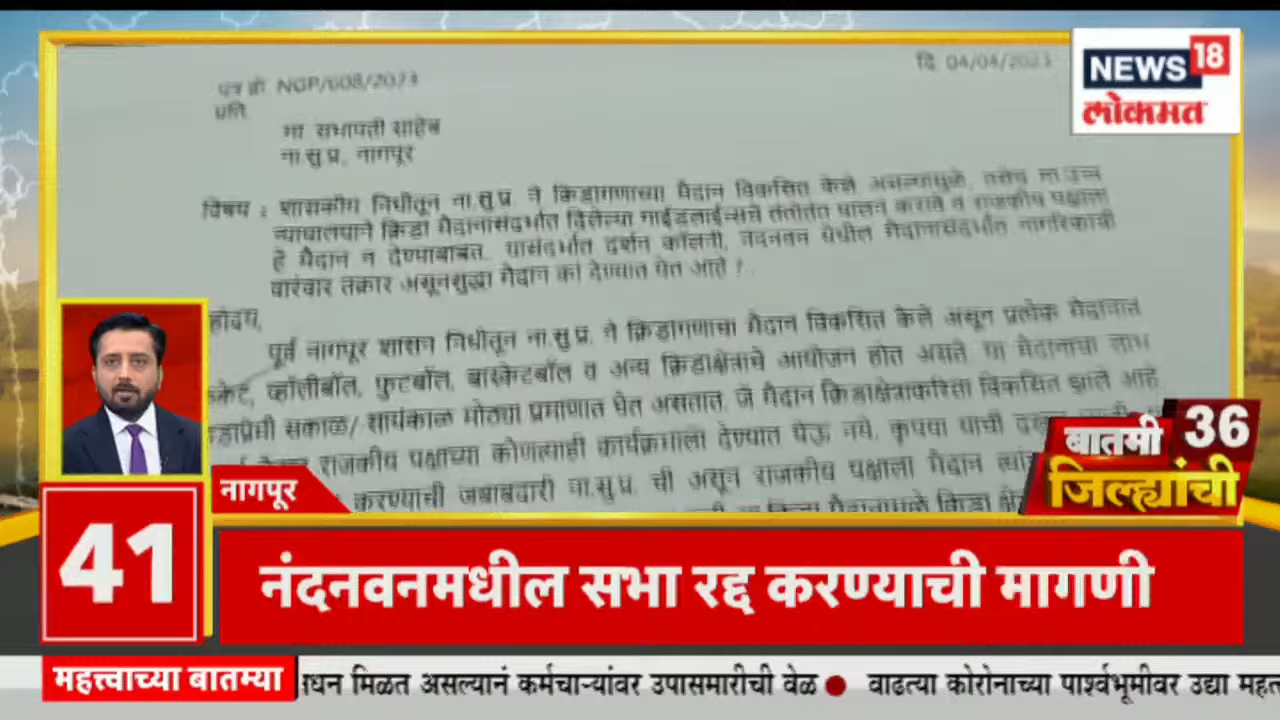 पत्र क्रं. NGP/608/2023
दि. 04/04/2023
प्रति,
मा. सभापती साहेब
ना.सु.प्र., नागपूर
विषय : शासकीय निधीतून ना.सु.प्र. ने क्रिडांगणाच्या मैदान विकसित केले असल्यामुळे, तसेच मा.उच्च
न्यायालयाने क्रिडा मैदानासंदर्भात दिलेल्या गाईडलाईन्सचे तंतोतंत पालन करावे व राजकीय पक्षाला
हे मैदान न देण्याबाबत. यासंदर्भात दर्शन कॉलनी, नंदनवन येथील मैदानासंदर्भात नागरिकांची
वारंवार तक्रार असूनसुद्धा मैदान का देण्यात येत आहे ?
होदय,
पूर्व नागपूर शासन निधीतून ना.सु.प्र. ने क्रिडांगणाचा मैदान विकसित केले असून प्रत्येक मैदानात
केट, व्हॉलीबॉल, फुटबॉल, बास्केटबॉल व अन्य क्रिडाक्षेत्राचे आयोजन होत असते. या मैदानाचा लाभ
डाप्रेमी सकाळ/सायंकाळ मोठ्या प्रमाणात घेत असतात. जे मैदान क्रिडाक्षेत्राकरिता विकसित झाले आहे
राजकीय पक्षाच्या कोणत्याही कार्यक्रमाला देण्यात येऊ नये. कृपया याची
करण्याची जबाबदारी ना.सु.प्र. ची असून राजकीय पक्षाला मैदान
NEWS 18
लोकमत
बातमी 36
जिल्ह्यांची
नागपूर
41
नंदनवनमधील सभा रद्द करण्याची मागणी
महत्त्वाच्या बातम्या
मिळत असल्यानं कर्मचाऱ्यांवर उपासमारीची वेळ ● वाढत्या कोरोनाच्या पार्श्वभूमीवर उद्या महत्